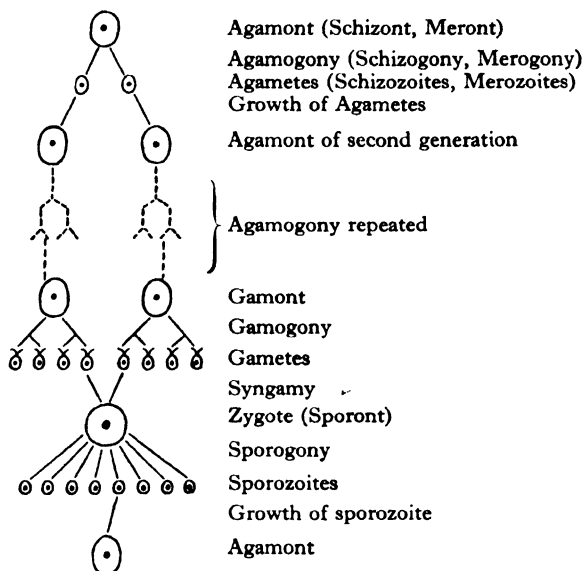 Agamont (Schizont, Meront)
Agamogony (Schizogony, Merogony)
Agametes (Schizozoites, Merozoites)
Growth of Agametes
Agamont of second generation
Agamogony repeated
Gamont
Gamogony
Gametes
Syngamy
Zygote (Sporont)
Sporogony
Sporozoites
Growth of sporozoite
Agamont